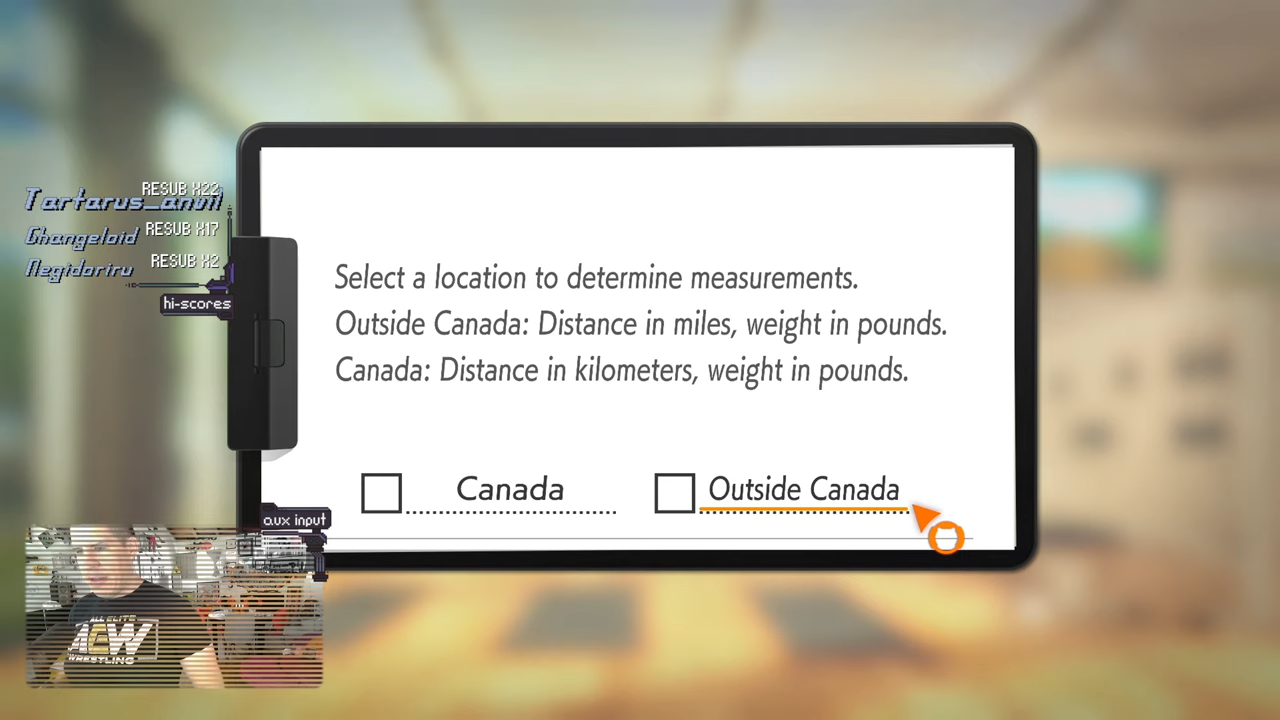 RESUB X22
Tartarus_anvil
Changeloid RESUB X17
Negidoriru RESUB X2
hi-scores
Select a location to determine measurements.
Outside Canada: Distance in miles, weight in pounds.
Canada: Distance in kilometers, weight in pounds.
Canada
Outside Canada
aux input
ALL ELITE
AEW
WRESTLING